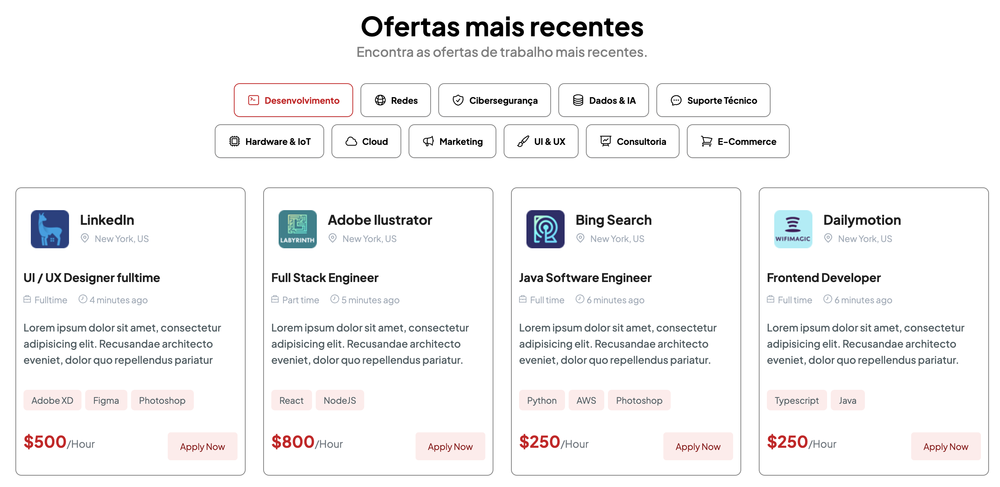 Ofertas mais recentes
Encontra as ofertas de trabalho mais recentes.
Desenvolvimento
Redes
Cibersegurança
Dados & IA
Suporte Técnico
Hardware & IoT
Cloud
Marketing
UI & UX
Consultoria
E-Commerce
LinkedIn
New York, US
UI / UX Designer fulltime
Fulltime
4 minutes ago
Lorem ipsum dolor sit amet, consectetur
adipisicing elit. Recusandae architecto
eveniet, dolor quo repellendus pariatur
Adobe XD
Figma
Photoshop
$500/Hour
Apply Now
LABYRINTH
Adobe Ilustrator
New York, US
Full Stack Engineer
Part time
5 minutes ago
Lorem ipsum dolor sit amet, consectetur
adipisicing elit. Recusandae architecto
eveniet, dolor quo repellendus pariatur.
React
NodeJS
$800/Hour
Apply Now
Bing Search
New York, US
Java Software Engineer
Full time
6 minutes ago
Lorem ipsum dolor sit amet, consectetur
adipisicing elit. Recusandae architecto
eveniet, dolor quo repellendus pariatur.
Python
AWS
Photoshop
$250/Hour
Apply Now
WIFIMAGIC
Dailymotion
New York, US
Frontend Developer
Full time
6 minutes ago
Lorem ipsum dolor sit amet, consectetur
adipisicing elit. Recusandae architecto
eveniet, dolor quo repellendus pariatur.
Typescript
Java
$250/Hour
Apply Now